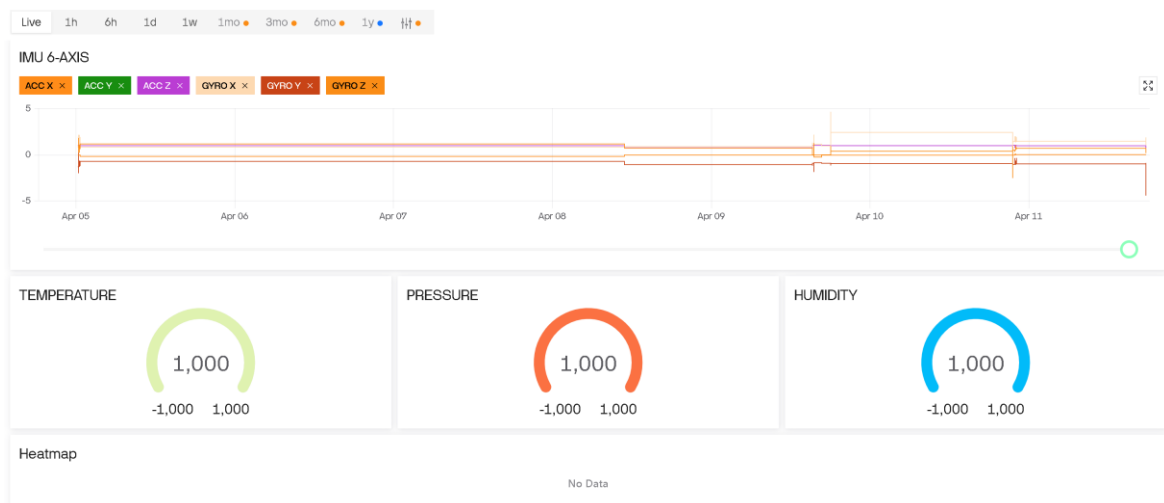 Live 1h 6h 1d 1w 1mo 3mo 6mo 1y
IMU 6-AXIS
ACC X × ACC Y × ACC Z × GYRO X × GYRO Y × GYRO Z ×
5
0
-5
Apr 05 Apr 06 Apr 07 Apr 08 Apr 09 Apr 10 Apr 11
TEMPERATURE PRESSURE HUMIDITY
1,000 1,000 1,000
-1,000 1,000 -1,000 1,000 -1,000 1,000
Heatmap
No Data